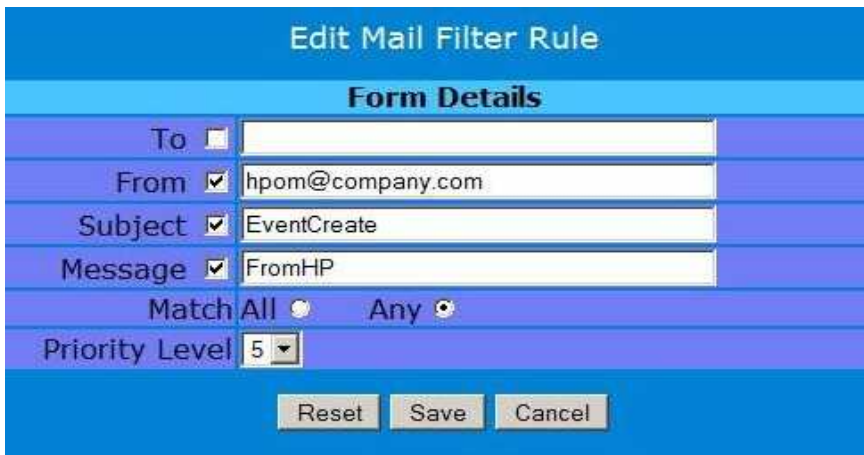 Edit Mail Filter Rule
Form Details
To
From hpom@company.com
Subject EventCreate
Message FromHP
Match All Any
Priority Level 5
Reset Save Cancel